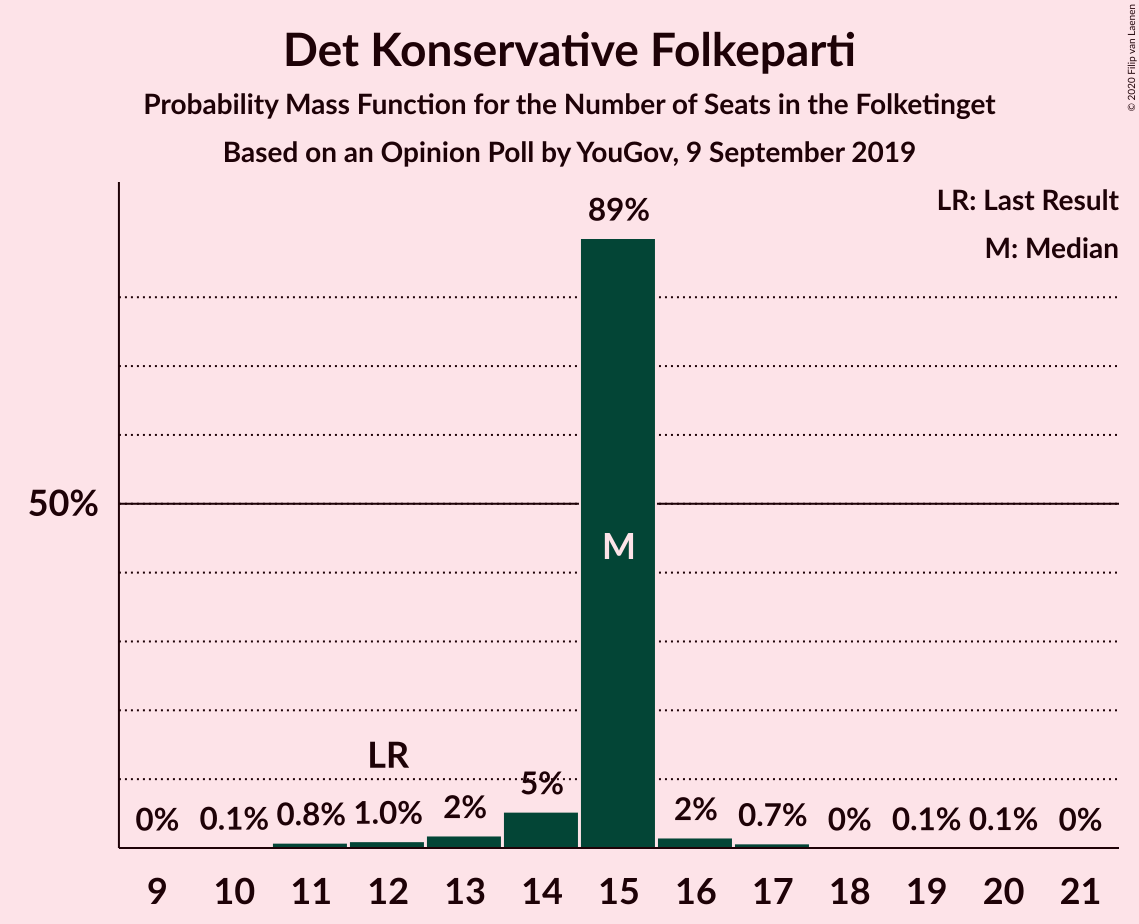 Det Konservative Folkeparti
Probability Mass Function for the Number of Seats in the Folketinget
Based on an Opinion Poll by YouGov, 9 September 2019
© 2020 Filip van Laenen
LR: Last Result
M: Median
89%
50%
M
LR
0% 0.1% 0.8% 1.0% 2% 5% 2% 0.7% 0% 0.1% 0.1% 0%
9 10 11 12 13 14 15 16 17 18 19 20 21